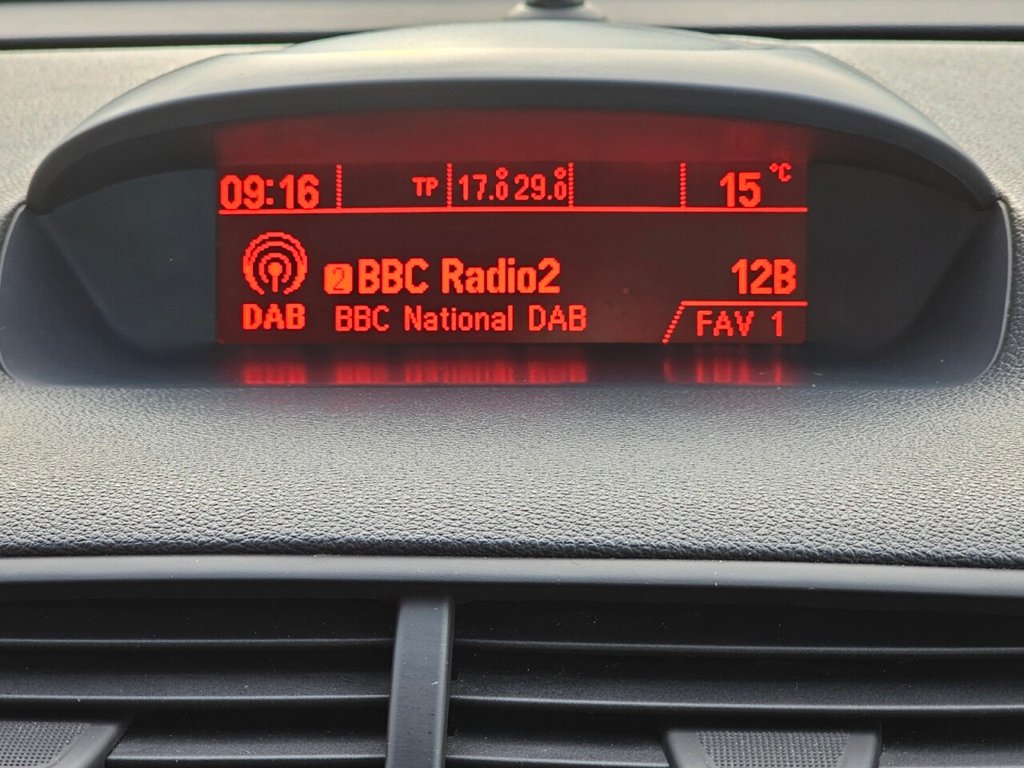 09:16 TP 17.0° 29.0° 15 °C
2 BBC Radio2 12B
DAB BBC National DAB FAV 1